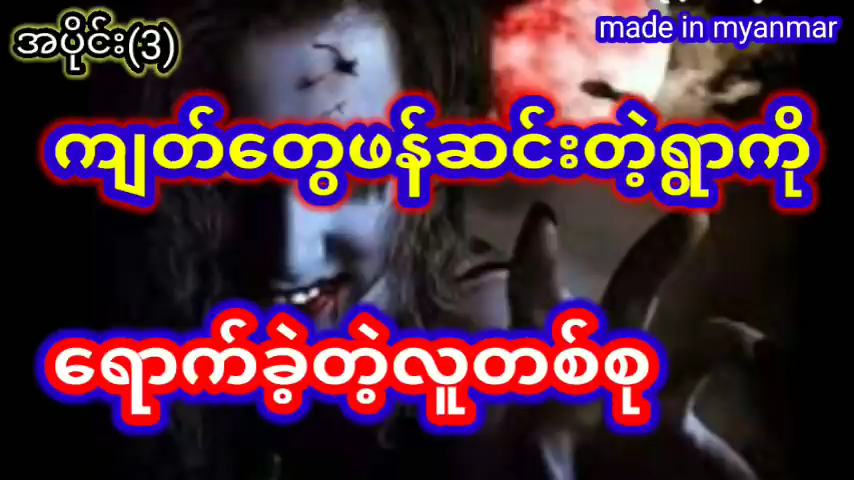 အပိုင်း(3)
made in myanmar
ကျတ်တွေဖန်ဆင်းတဲ့ရွာကို
ရောက်ခဲ့တဲ့လူတစ်စု